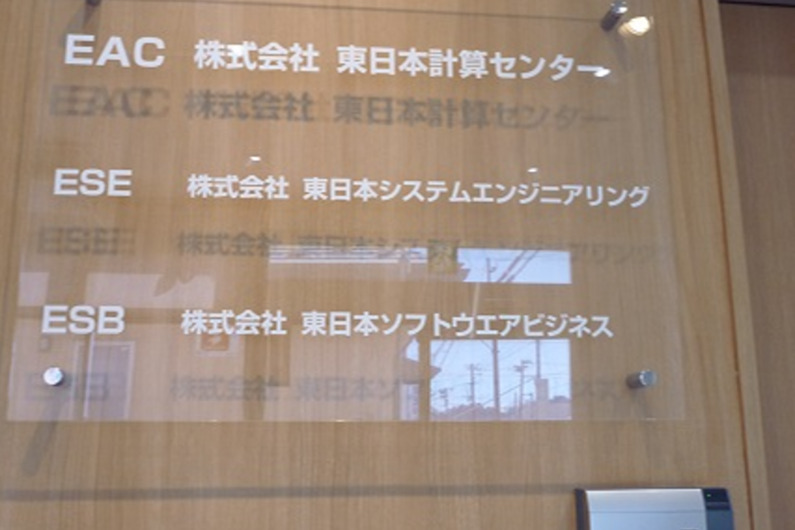 EAC 株式会社 東日本計算センター
ESE 株式会社 東日本システムエンジニアリング
ESB 株式会社 東日本ソフトウエアビジネス